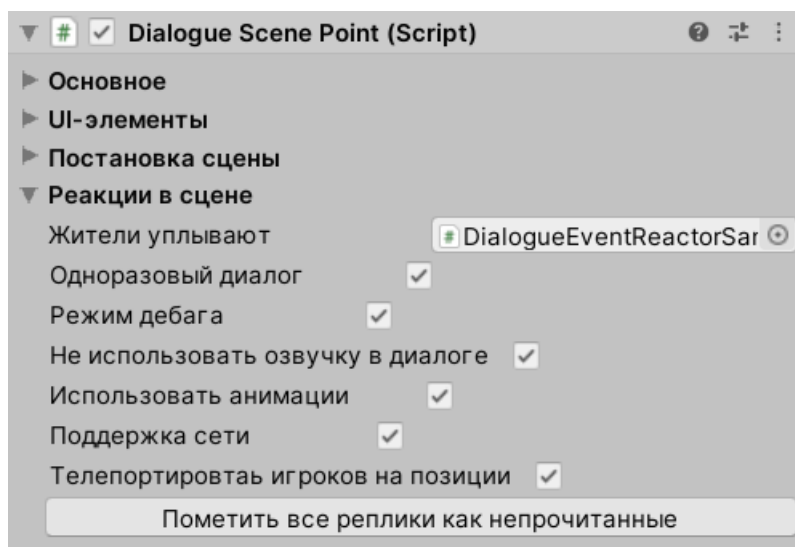 # Dialogue Scene Point (Script)
Основное
UI-элементы
Постановка сцены
Реакции в сцене
Жители уплывают # DialogueEventReactorSar
Одноразовый диалог
Режим дебага
Не использовать озвучку в диалоге
Использовать анимации
Поддержка сети
Телепортировтаь игроков на позиции
Пометить все реплики как непрочитанные